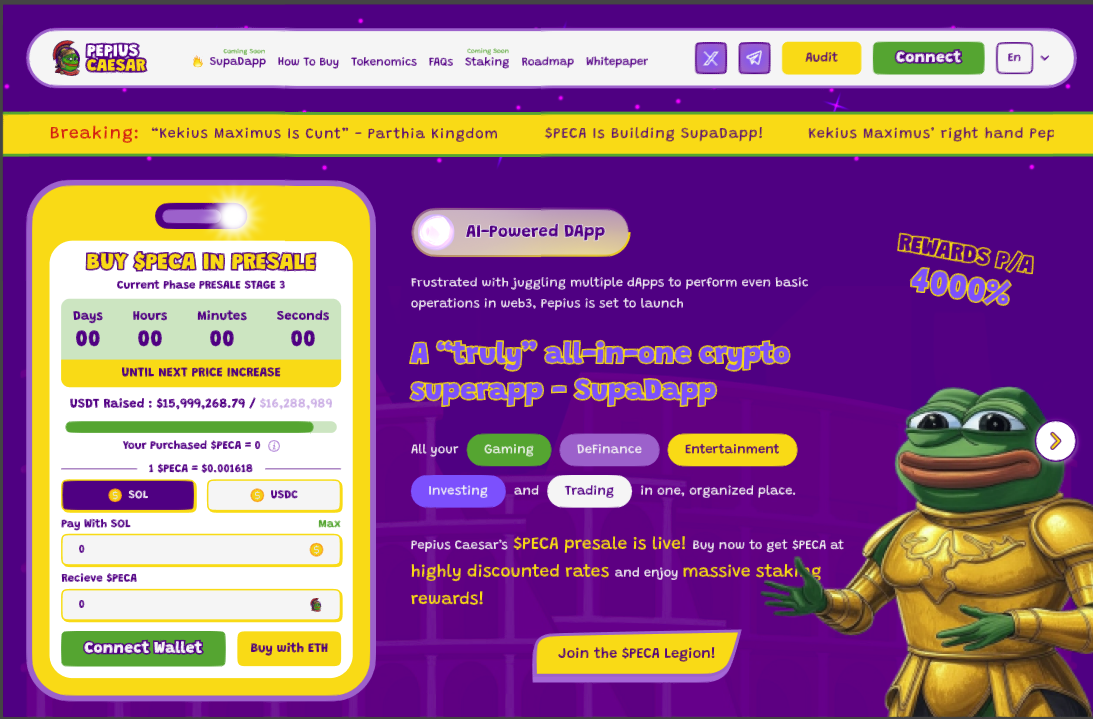 PEPIUS
CAESAR
Coming Soon
SupaDapp
How To Buy
Tokenomics
FAQs
Coming Soon
Staking
Roadmap
Whitepaper
Audit
Connect
En
Breaking: “Kekius Maximus Is Cunt” - Parthia Kingdom $PECA Is Building SupaDapp! Kekius Maximus’ right hand Pep
BUY $PECA IN PRESALE
Current Phase PRESALE STAGE 3
Days Hours Minutes Seconds
00 00 00 00
UNTIL NEXT PRICE INCREASE
USDT Raised : $15,999,268.79 / $16,288,989
Your Purchased $PECA = 0
1 $PECA = $0.001618
SOL USDC
Pay With SOL Max
0
Recieve $PECA
0
Connect Wallet Buy with ETH
AI-Powered DApp
Frustrated with juggling multiple dApps to perform even basic
operations in web3, Pepius is set to launch
A “truly” all-in-one crypto
superapp - SupaDapp
All your Gaming DeFinance Entertainment
Investing and Trading in one, organized place.
Pepius Caesar’s $PECA presale is live! Buy now to get $PECA at
highly discounted rates and enjoy massive staking
rewards!
Join the $PECA Legion!
REWARDS P/A
4000%